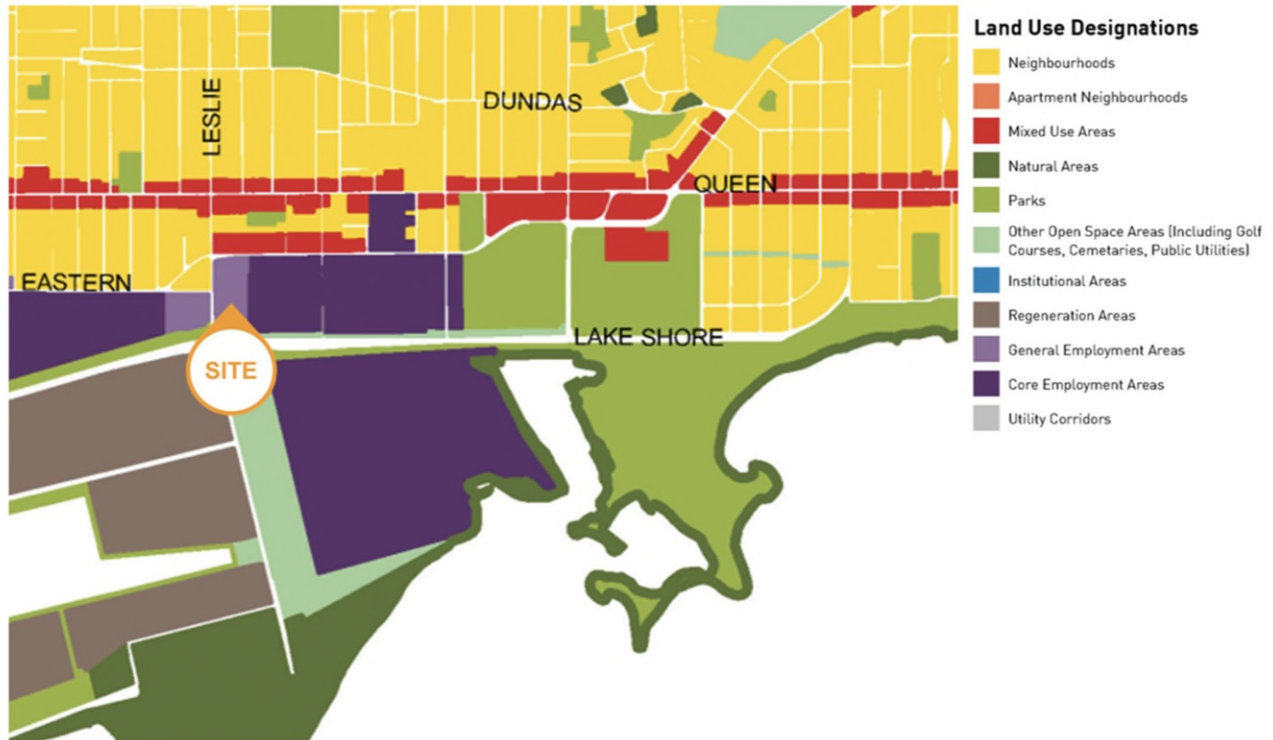 Land Use Designations
Neighbourhoods
Apartment Neighbourhoods
Mixed Use Areas
Natural Areas
Parks
Other Open Space Areas (Including Golf
Courses, Cemetaries, Public Utilities)
Institutional Areas
Regeneration Areas
General Employment Areas
Core Employment Areas
Utility Corridors
LESLIE
DUNDAS
QUEEN
EASTERN
LAKE SHORE
SITE